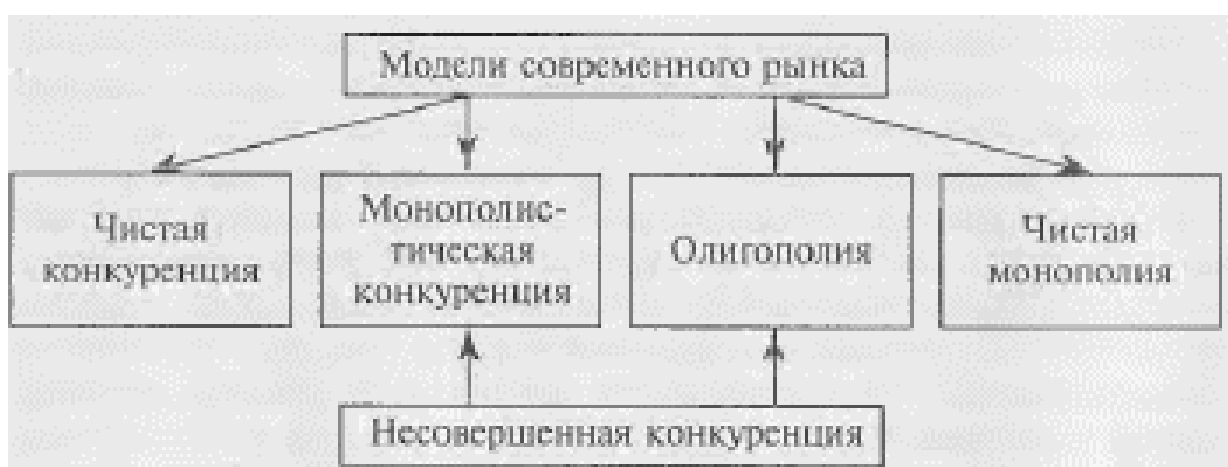 Модели современного рынка
Чистая
конкуренция
Монополис-
тическая
конкуренция
Олигополия
Чистая
монополия
Несовершенная конкуренция